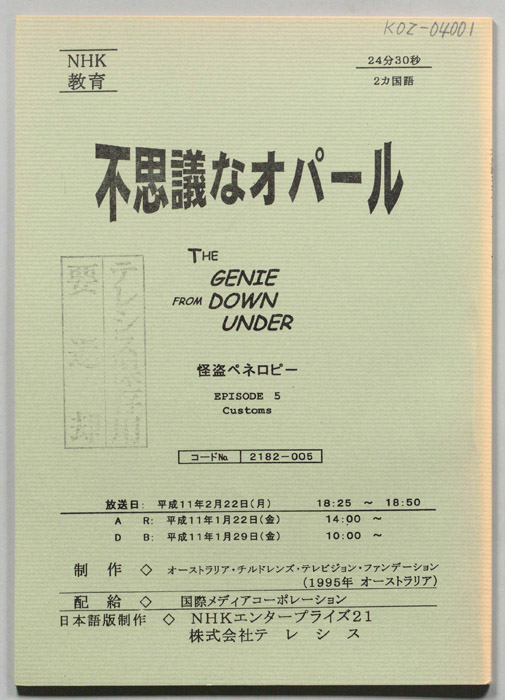 KOZ-04001
NHK
教育
24分30秒
2カ国語
不思議なオパール
THE
GENIE
FROM DOWN
UNDER
怪盗ペネロピー
EPISODE 5
Customs
コードNo. 2182-005
放送日: 平成11年2月22日(月) 18:25 ~ 18:50
A R: 平成11年1月22日(金) 14:00 ~
D B: 平成11年1月29日(金) 10:00 ~
制作 ◇ オーストラリア・チルドレンズ・テレビジョン・ファンデーション
(1995年 オーストラリア)
配給 ◇ 国際メディアコーポレーション
日本語版制作 ◇ NHKエンタープライズ21
株式会社テレシス